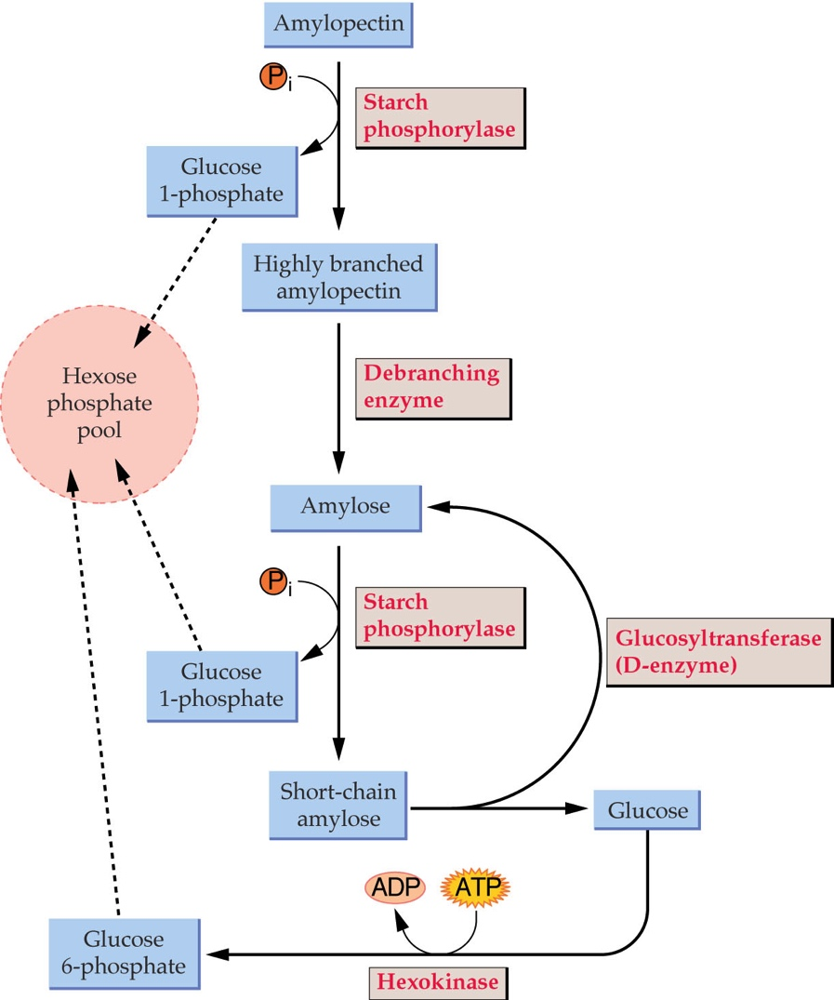 Amylopectin
Pi
Starch
phosphorylase
Glucose
1-phosphate
Highly branched
amylopectin
Debranching
enzyme
Hexose
phosphate
pool
Amylose
Pi
Starch
phosphorylase
Glucosyltransferase
(D-enzyme)
Glucose
1-phosphate
Short-chain
amylose
Glucose
ADP
ATP
Glucose
6-phosphate
Hexokinase